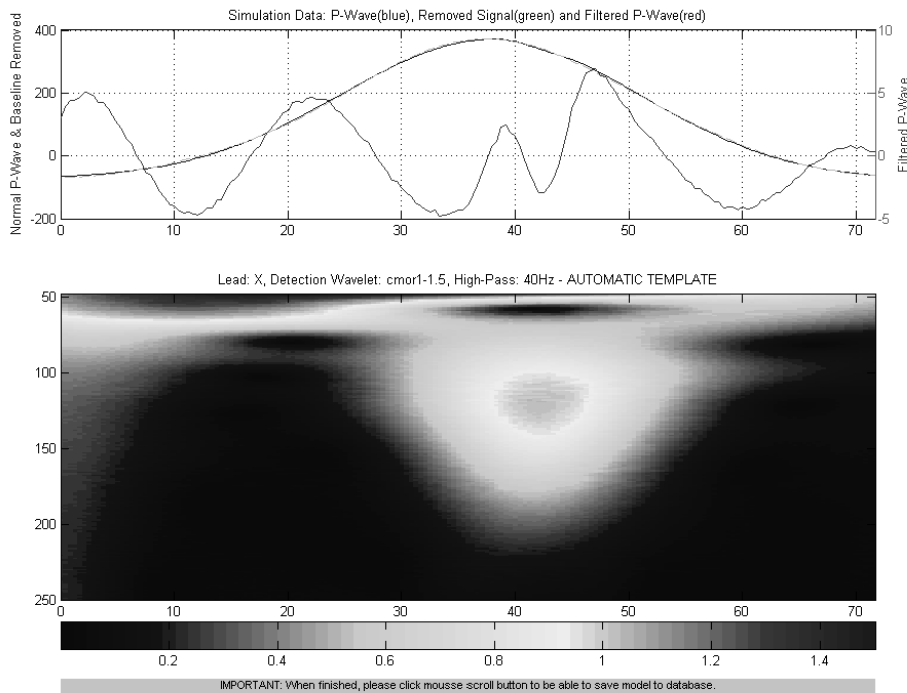 Simulation Data: P-Wave(blue), Removed Signal(green) and Filtered P-Wave(red)
Normal P-Wave & Baseline Removed
400
200
0
-200
10
5
0
-5
Filtered P-Wave
0 10 20 30 40 50 60 70
Lead: X, Detection Wavelet: cmor1-1.5, High-Pass: 40Hz - AUTOMATIC TEMPLATE
50
100
150
200
250
0 10 20 30 40 50 60 70
0.2 0.4 0.6 0.8 1 1.2 1.4
IMPORTANT: When finished, please click mousse scroll button to be able to save model to database.